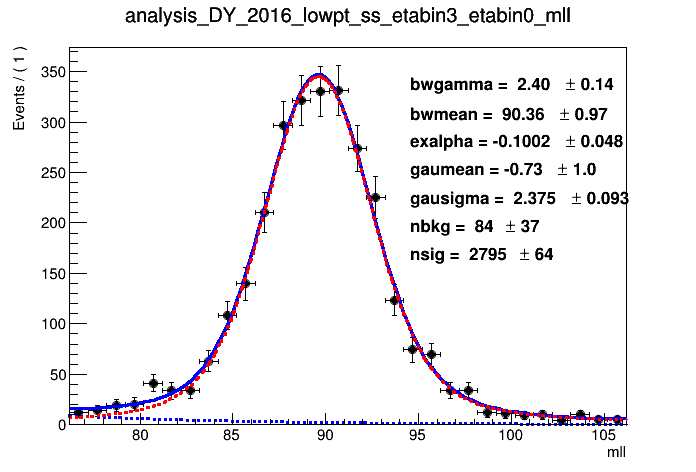 analysis_DY_2016_lowpt_ss_etabin3_etabin0_mll
Events / ( 1 )
350
300
250
200
150
100
50
0
bwgamma = 2.40 ± 0.14
bwmean = 90.36 ± 0.97
exalpha = -0.1002 ± 0.048
gaumean = -0.73 ± 1.0
gausigma = 2.375 ± 0.093
nbkg = 84 ± 37
nsig = 2795 ± 64
80 85 90 95 100 105
mll